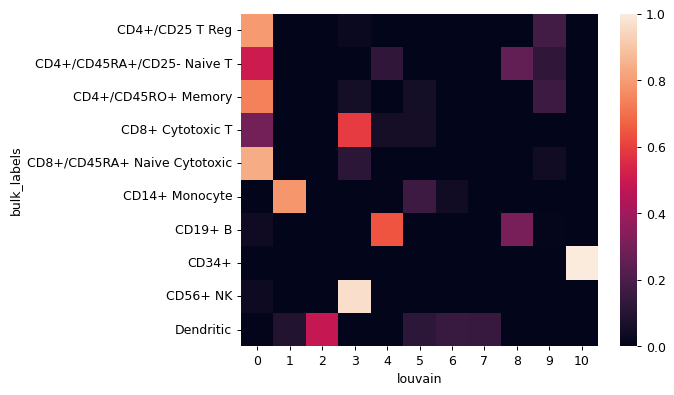 CD4+/CD25 T Reg
CD4+/CD45RA+/CD25- Naive T
CD4+/CD45RO+ Memory
CD8+ Cytotoxic T
CD8+/CD45RA+ Naive Cytotoxic
CD14+ Monocyte
CD19+ B
CD34+
CD56+ NK
Dendritic
bulk_labels
0 1 2 3 4 5 6 7 8 9 10
louvain
1.0
0.8
0.6
0.4
0.2
0.0